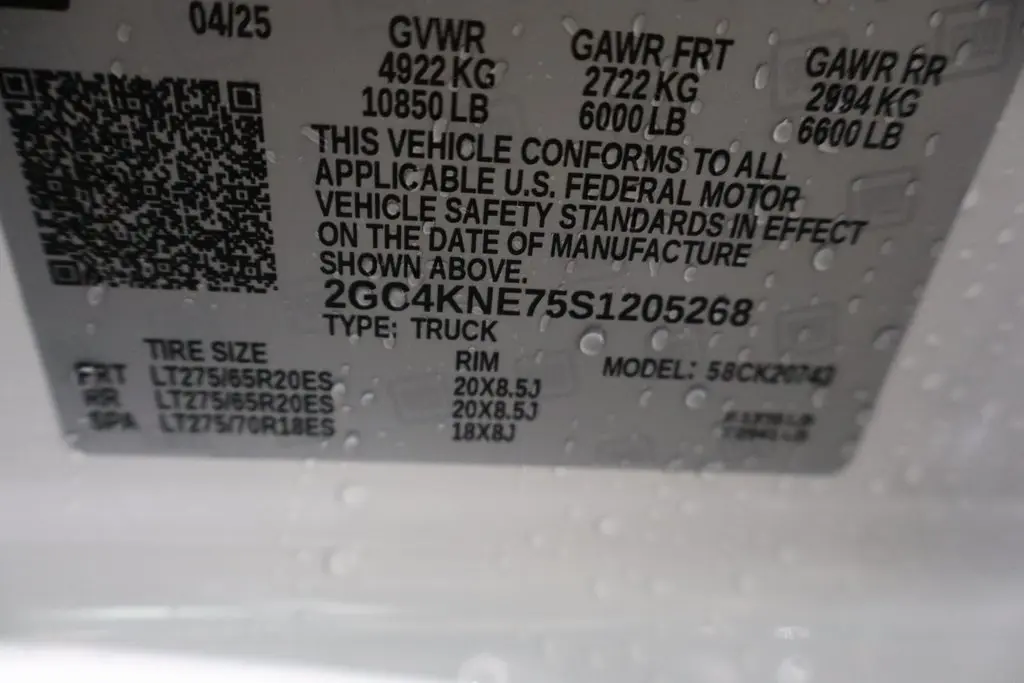 04/25
GVWR GAWR FRT GAWR RR
4922 KG 2722 KG 2994 KG
10850 LB 6000 LB 6600 LB
THIS VEHICLE CONFORMS TO ALL
APPLICABLE U.S. FEDERAL MOTOR
VEHICLE SAFETY STANDARDS IN EFFECT
ON THE DATE OF MANUFACTURE
SHOWN ABOVE.
2GC4KNE75S1205268
TYPE: TRUCK
TIRE SIZE RIM MODEL: 58CK20743
FRT LT275/65R20ES 20X8.5J
RR LT275/65R20ES 20X8.5J
SPA LT275/70R18ES 18X8J